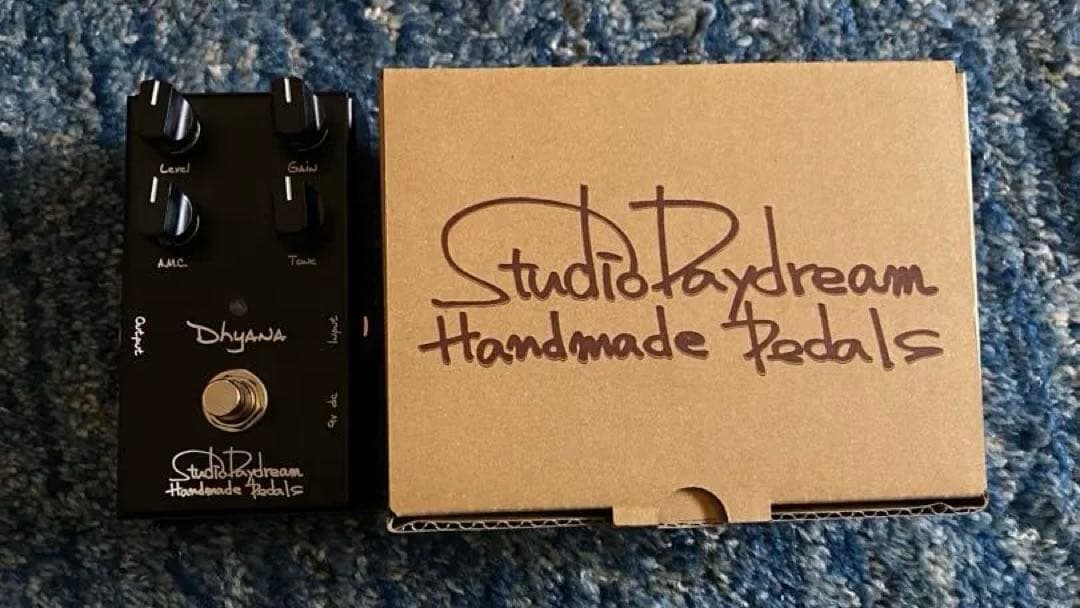 Level GAIN
A.M.C. Tone
DhyANA
Output
Input
9v dc
StudioDaydream
Handmade Pedals
StudioDaydream
Handmade Pedals